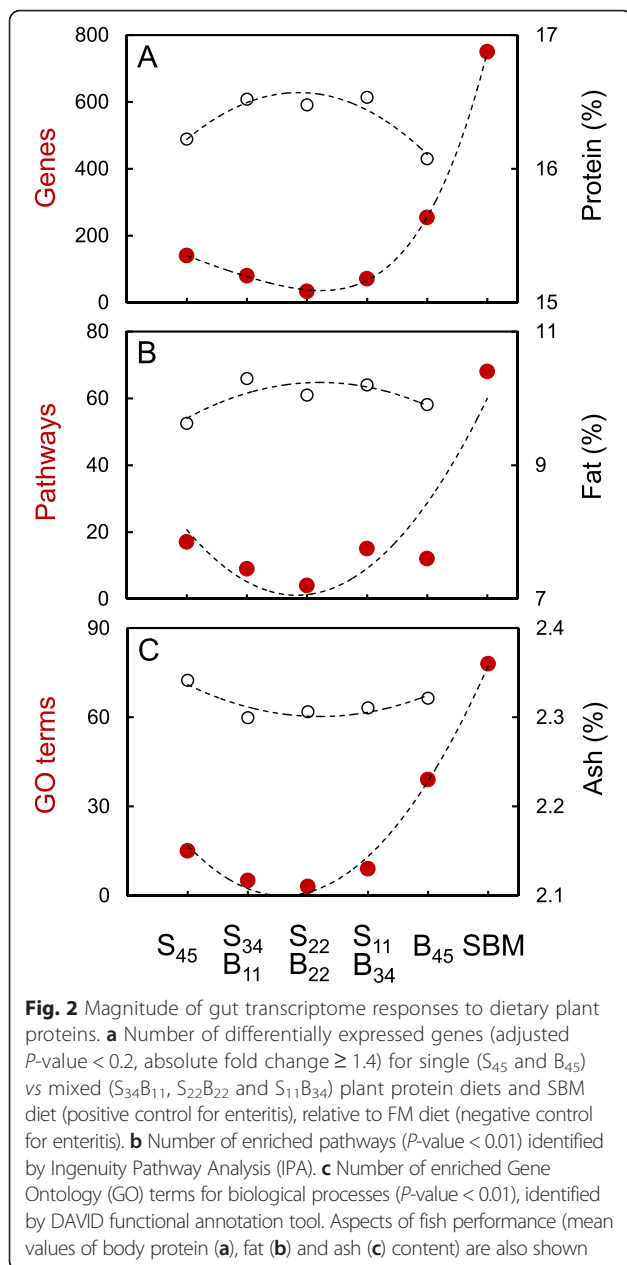 800
600
400
200
0
Genes
A
17
16
15
Protein (%)
80
60
40
20
0
Pathways
B
11
9
7
Fat (%)
90
60
30
0
GO terms
C
2.4
2.3
2.2
2.1
Ash (%)
S₄₅ S₃₄ S₂₂ S₁₁ B₄₅ SBM
B₁₁ B₂₂ B₃₄
Fig. 2 Magnitude of gut transcriptome responses to dietary plant
proteins. a Number of differentially expressed genes (adjusted
P-value < 0.2, absolute fold change ≥ 1.4) for single (S₄₅ and B₄₅)
vs mixed (S₃₄B₁₁, S₂₂B₂₂ and S₁₁B₃₄) plant protein diets and SBM
diet (positive control for enteritis), relative to FM diet (negative control
for enteritis). b Number of enriched pathways (P-value < 0.01) identified
by Ingenuity Pathway Analysis (IPA). c Number of enriched Gene
Ontology (GO) terms for biological processes (P-value < 0.01), identified
by DAVID functional annotation tool. Aspects of fish performance (mean
values of body protein (a), fat (b) and ash (c) content) are also shown